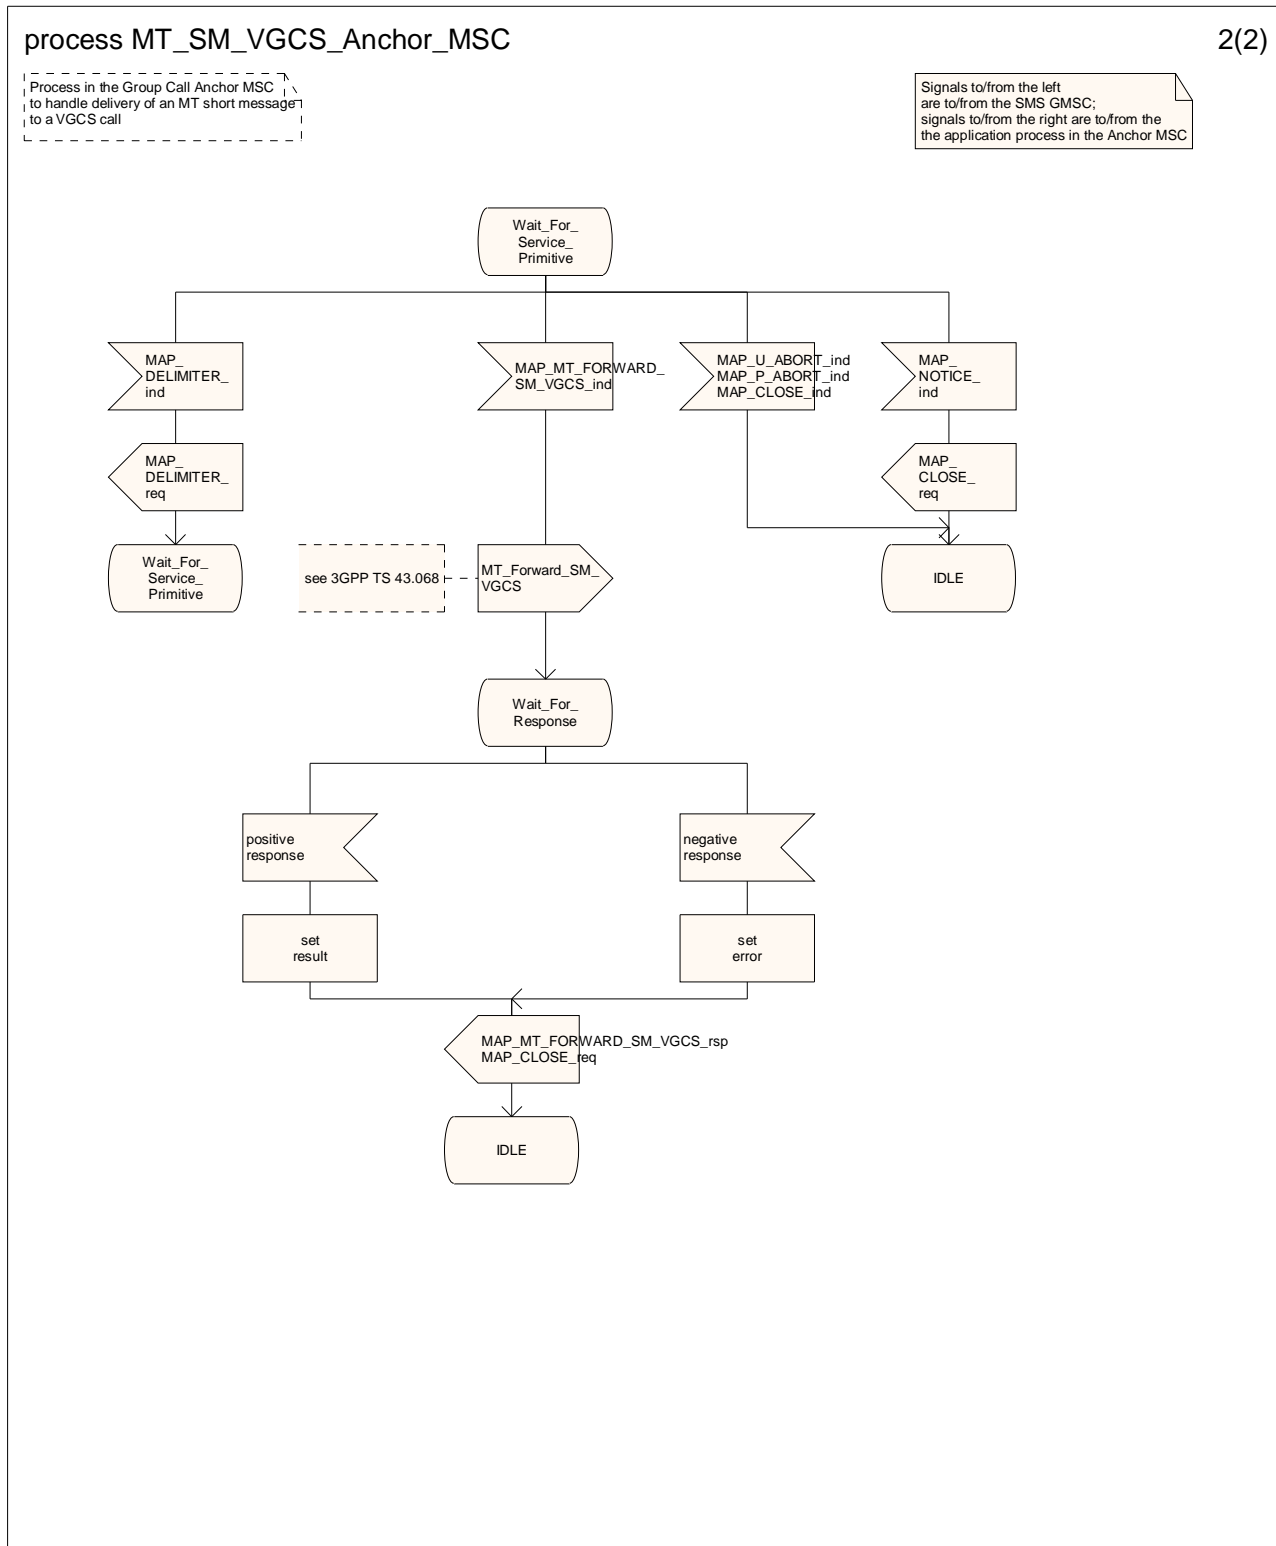 process MT_SM_VGCS_Anchor_MSC
2(2)
Process in the Group Call Anchor MSC
to handle delivery of an MT short message
to a VGCS call
Signals to/from the left
are to/from the SMS GMSC;
signals to/from the right are to/from the
the application process in the Anchor MSC
Wait_For_
Service_
Primitive
MAP_
DELIMITER_
ind
MAP_MT_FORWARD_
SM_VGCS_ind
MAP_U_ABORT_ind
MAP_P_ABORT_ind
MAP_CLOSE_ind
MAP_
NOTICE_
ind
MAP_
DELIMITER_
req
MAP_
CLOSE_
req
Wait_For_
Service_
Primitive
see 3GPP TS 43.068
MT_Forward_SM_
VGCS
IDLE
Wait_For_
Response
positive
response
negative
response
set
result
set
error
MAP_MT_FORWARD_SM_VGCS_rsp
MAP_CLOSE_req
IDLE